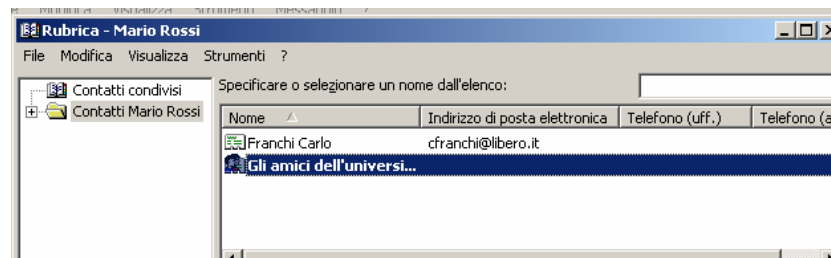 Rubrica - Mario Rossi
File Modifica Visualizza Strumenti ?
Contatti condivisi
Contatti Mario Rossi
Specificare o selezionare un nome dall'elenco:
Nome Indirizzo di posta elettronica Telefono (uff.) Telefono (a
Franchi Carlo cfranchi@libero.it
Gli amici dell'universi...